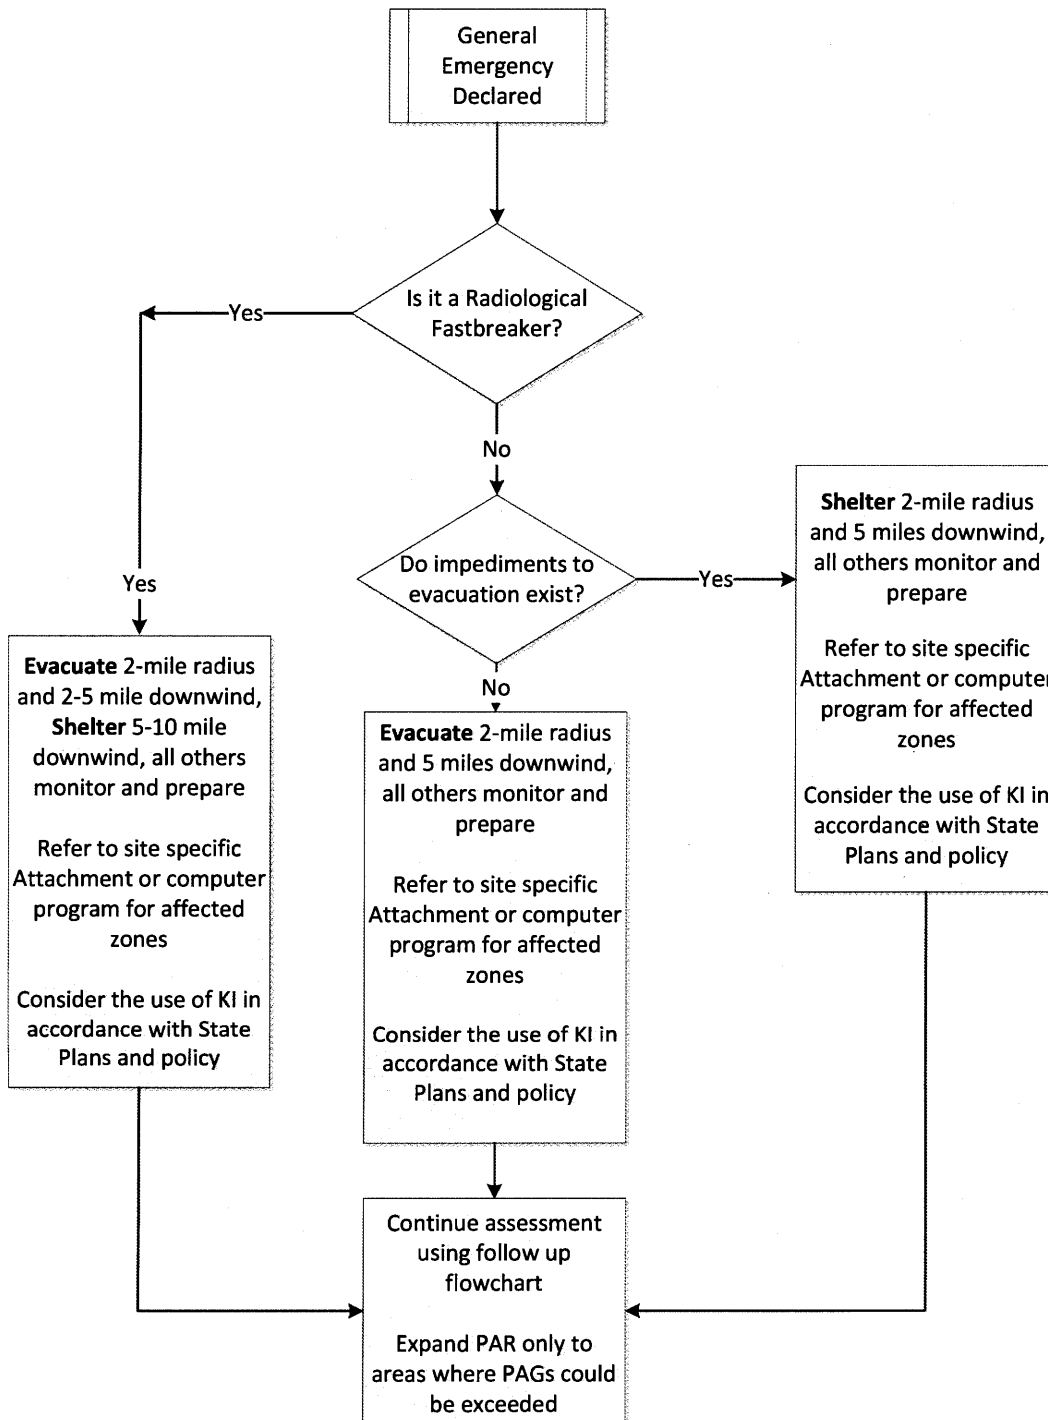 General
Emergency
Declared
Is it a Radiological
Fastbreaker?
Yes
No
Do impediments to
evacuation exist?
Yes
Shelter 2-mile radius
and 5 miles downwind,
all others monitor and
prepare
Refer to site specific
Attachment or computer
program for affected
zones
Consider the use of KI in
accordance with State
Plans and policy
Yes
Evacuate 2-mile radius
and 2-5 mile downwind,
Shelter 5-10 mile
downwind, all others
monitor and prepare
Refer to site specific
Attachment or computer
program for affected
zones
Consider the use of KI in
accordance with State
Plans and policy
No
Evacuate 2-mile radius
and 5 miles downwind,
all others monitor and
prepare
Refer to site specific
Attachment or computer
program for affected
zones
Consider the use of KI in
accordance with State
Plans and policy
Continue assessment
using follow up
flowchart
Expand PAR only to
areas where PAGs could
be exceeded